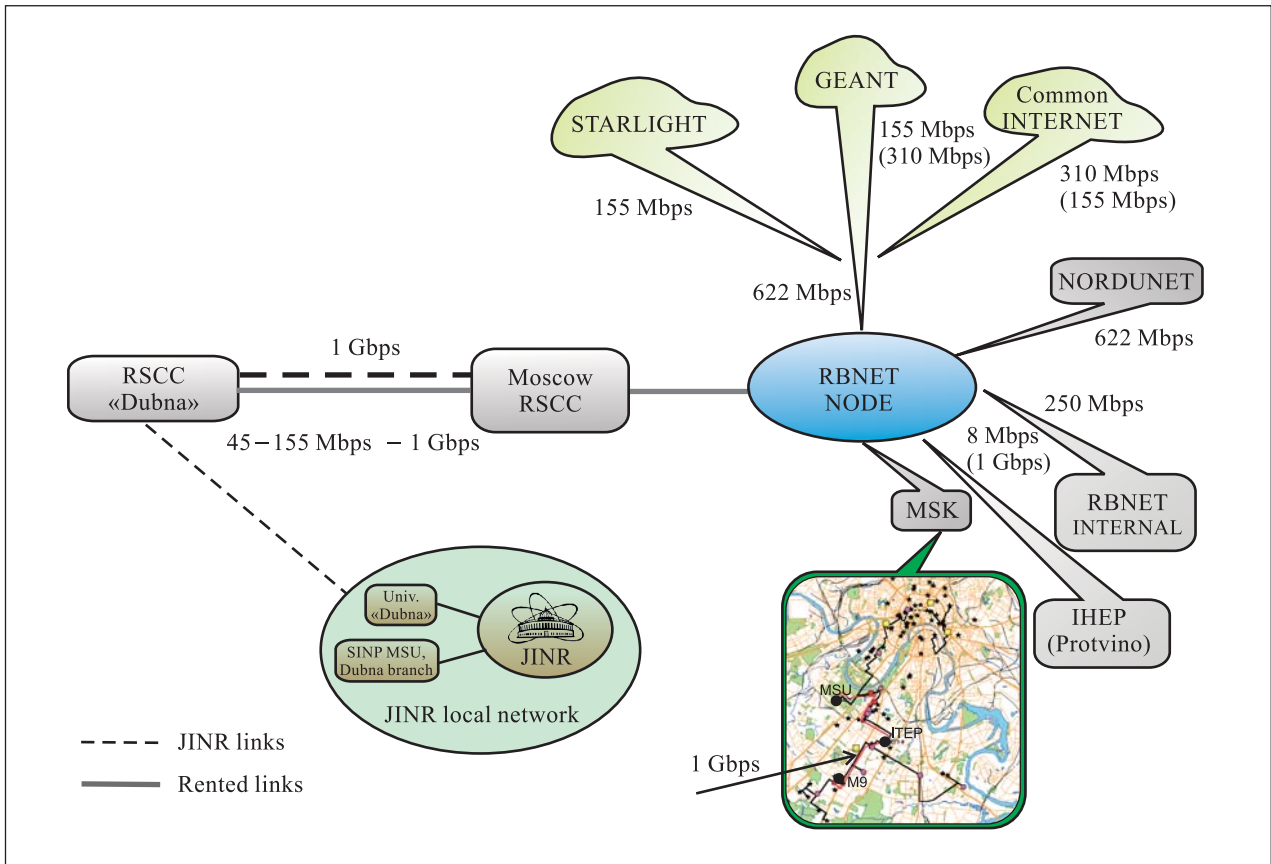 STARLIGHT
155 Mbps
GEANT
155 Mbps
(310 Mbps)
Common
INTERNET
310 Mbps
(155 Mbps)
622 Mbps
NORDUNET
622 Mbps
RSCC
«Dubna»
1 Gbps
45–155 Mbps – 1 Gbps
Moscow
RSCC
RBNET
NODE
250 Mbps
8 Mbps
(1 Gbps)
RBNET
INTERNAL
MSK
IHEP
(Protvino)
Univ.
«Dubna»
SINP MSU,
Dubna branch
JINR
JINR local network
MSU
ITEP
M9
1 Gbps
JINR links
Rented links